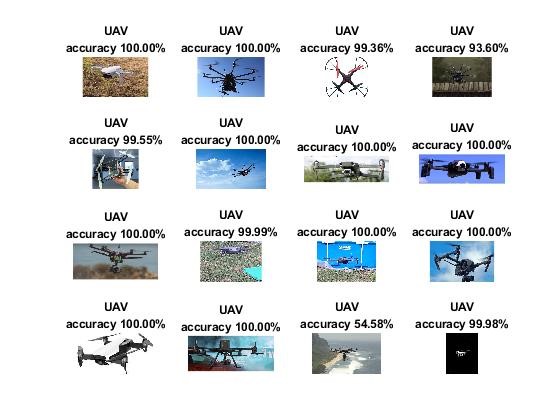 UAV UAV UAV UAV
accuracy 100.00% accuracy 100.00% accuracy 99.36% accuracy 93.60%
UAV UAV UAV UAV
accuracy 99.55% accuracy 100.00% accuracy 100.00% accuracy 100.00%
UAV UAV UAV UAV
accuracy 100.00% accuracy 99.99% accuracy 100.00% accuracy 100.00%
UAV UAV UAV UAV
accuracy 100.00% accuracy 100.00% accuracy 54.58% accuracy 99.98%